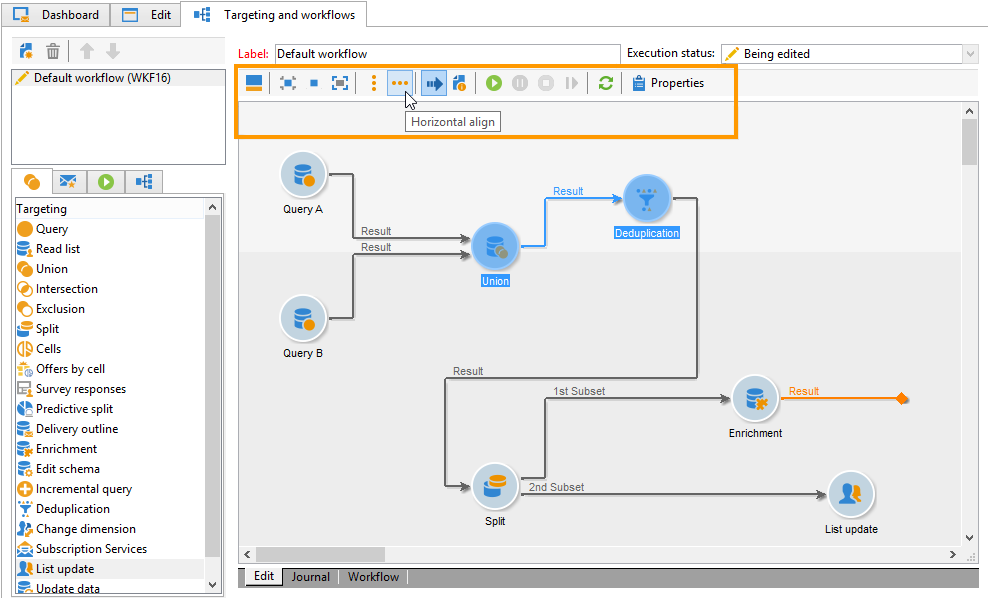 Dashboard
Edit
Targeting and workflows
Default workflow (WKF16)
Label:
Default workflow
Execution status:
Being edited
Properties
Horizontal align
Targeting
Query
Read list
Union
Intersection
Exclusion
Split
Cells
Offers by cell
Survey responses
Predictive split
Delivery outline
Enrichment
Edit schema
Incremental query
Deduplication
Change dimension
Subscription Services
List update
Update data
Query A
Result
Result
Query B
Union
Result
Deduplication
Result
1st Subset
Enrichment
Result
Split
2nd Subset
List update
Edit
Journal
Workflow